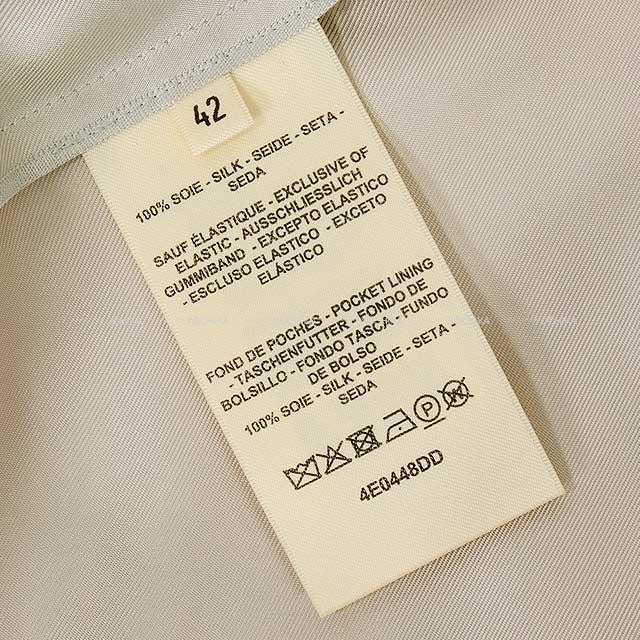 42
100% SOIE - SILK - SEIDE - SETA -
SEDA
SAUF ÉLASTIQUE - EXCLUSIVE OF
ELASTIC - AUSSCHLIESSLICH
GUMMIBAND - EXCEPTO ELASTICO
- ESCLUSO ELASTICO - EXCETO
ELÁSTICO
FOND DE POCHES - POCKET LINING
- TASCHENFUTTER - FONDO DE
BOLSILLO - FONDO TASCA - FUNDO
DE BOLSO
100% SOIE - SILK - SEIDE - SETA -
SEDA
P
4E0448DD